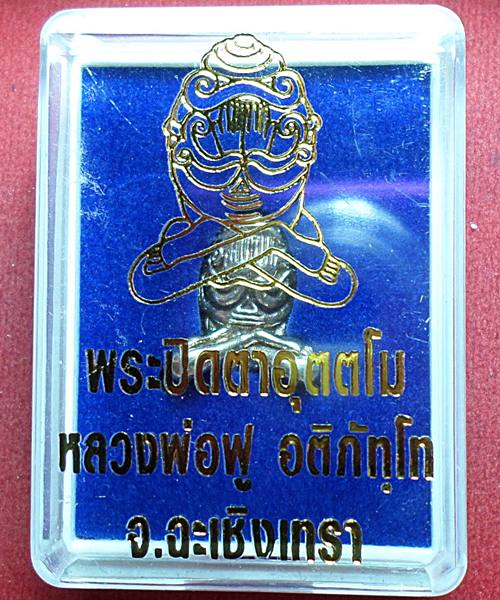 พระปิดตาอุตตโม
หลวงพ่อฟู อติภัทฺโท
จ.ฉะเชิงเทรา